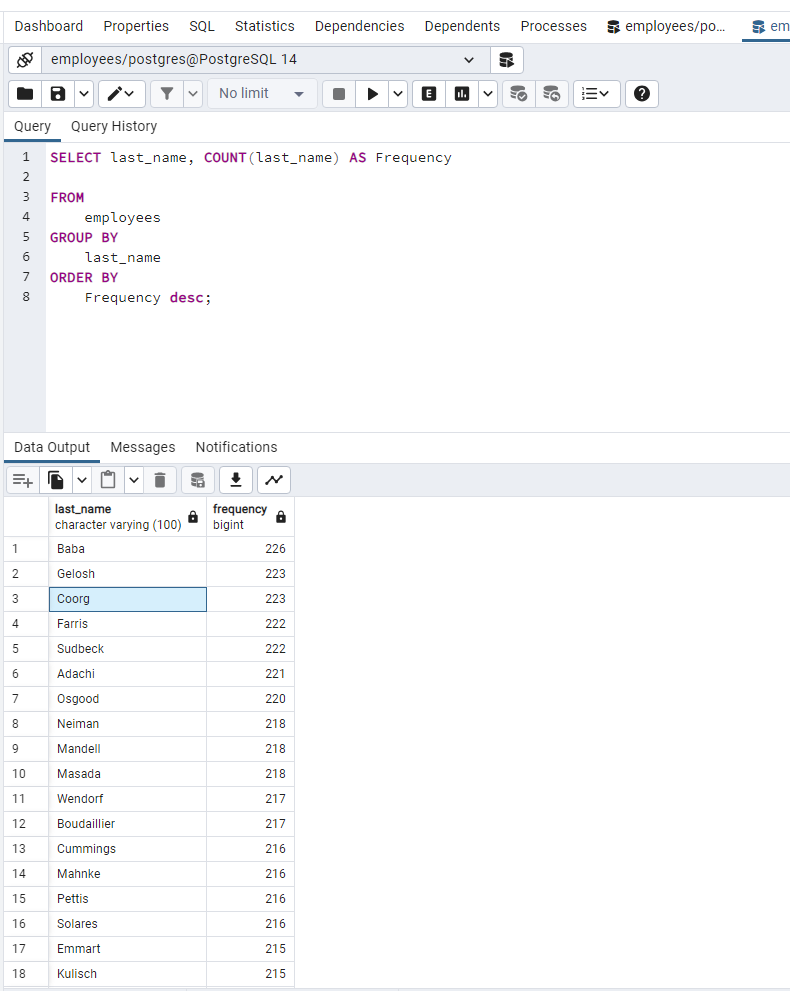 Dashboard Properties SQL Statistics Dependencies Dependents Processes employees/po... em
employees/postgres@PostgreSQL 14
No limit E ?
Query Query History
1 SELECT last_name, COUNT(last_name) AS Frequency
2
3 FROM
4 employees
5 GROUP BY
6 last_name
7 ORDER BY
8 Frequency desc;
Data Output Messages Notifications
last_name frequency
character varying (100) bigint
1 Baba 226
2 Gelosh 223
3 Coorg 223
4 Farris 222
5 Sudbeck 222
6 Adachi 221
7 Osgood 220
8 Neiman 218
9 Mandell 218
10 Masada 218
11 Wendorf 217
12 Boudaillier 217
13 Cummings 216
14 Mahnke 216
15 Pettis 216
16 Solares 216
17 Emmart 215
18 Kulisch 215